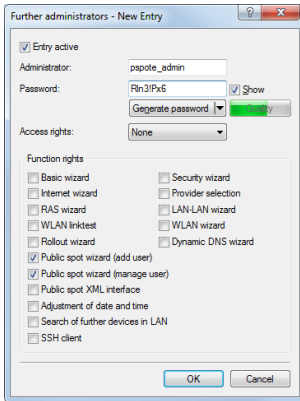 Further administrators - New Entry
Entry active
Administrator:
pspote_admin
Password:
Rln3!Px6
Show
Generate password
Access rights:
None
Function rights
Basic wizard
Security wizard
Internet wizard
Provider selection
RAS wizard
LAN-LAN wizard
WLAN linktest
WLAN wizard
Rollout wizard
Dynamic DNS wizard
Public spot wizard (add user)
Public spot wizard (manage user)
Public spot XML interface
Adjustment of date and time
Search of further devices in LAN
SSH client
OK
Cancel